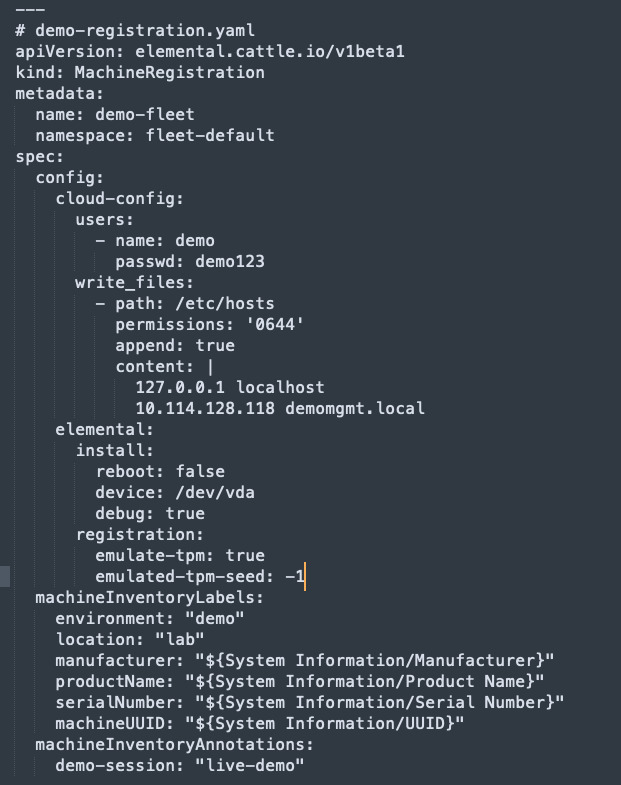 ---
# demo-registration.yaml
apiVersion: elemental.cattle.io/v1beta1
kind: MachineRegistration
metadata:
  name: demo-fleet
  namespace: fleet-default
spec:
  config:
    cloud-config:
      users:
        - name: demo
          passwd: demo123
      write_files:
        - path: /etc/hosts
          permissions: '0644'
          append: true
          content: |
            127.0.0.1 localhost
            10.114.128.118 demomgmt.local
    elemental:
      install:
        reboot: false
        device: /dev/vda
        debug: true
      registration:
        emulate-tpm: true
        emulated-tpm-seed: -1
  machineInventoryLabels:
    environment: "demo"
    location: "lab"
    manufacturer: "${System Information/Manufacturer}"
    productName: "${System Information/Product Name}"
    serialNumber: "${System Information/Serial Number}"
    machineUUID: "${System Information/UUID}"
  machineInventoryAnnotations:
    demo-session: "live-demo"